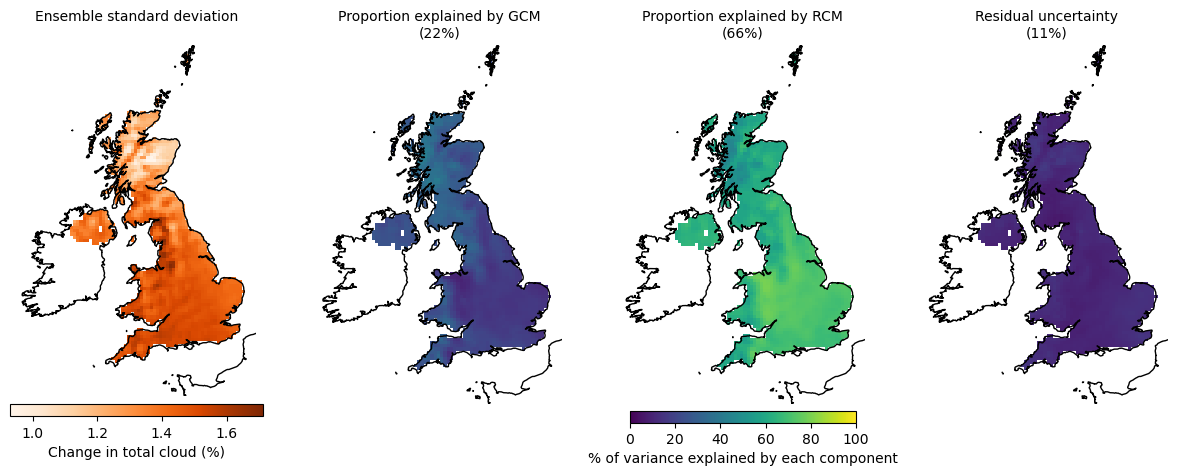 Ensemble standard deviation
Proportion explained by GCM
(22%)
Proportion explained by RCM
(66%)
Residual uncertainty
(11%)
1.0 1.2 1.4 1.6
Change in total cloud (%)
0 20 40 60 80 100
% of variance explained by each component